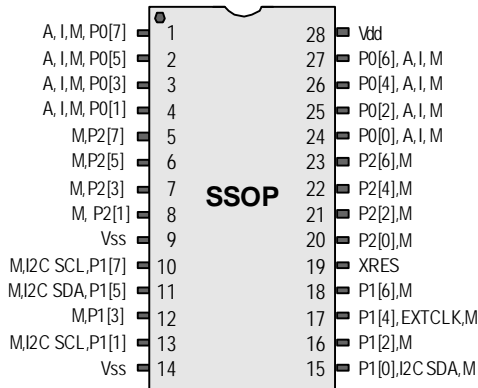 A, I, M, P0[7] 1 28 Vdd
A, I, M, P0[5] 2 27 P0[6], A, I, M
A, I, M, P0[3] 3 26 P0[4], A, I, M
A, I, M, P0[1] 4 25 P0[2], A, I, M
M,P2[7] 5 24 P0[0], A, I, M
M,P2[5] 6 23 P2[6],M
M, P2[3] 7 22 P2[4],M
SSOP
M, P2[1] 8 21 P2[2],M
Vss 9 20 P2[0],M
M,I2C SCL,P1[7] 10 19 XRES
M,I2C SDA,P1[5] 11 18 P1[6],M
M,P1[3] 12 17 P1[4],EXTCLK,M
M,I2C SCL,P1[1] 13 16 P1[2],M
Vss 14 15 P1[0],I2C SDA,M